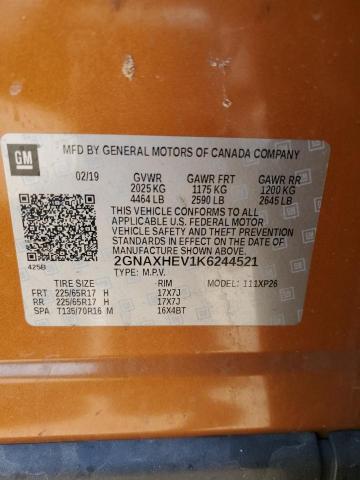 GM
MFD BY GENERAL MOTORS OF CANADA COMPANY
02/19 GVWR GAWR FRT GAWR RR
2025 KG 1175 KG 1200 KG
4464 LB 2590 LB 2645 LB
THIS VEHICLE CONFORMS TO ALL
APPLICABLE U.S. FEDERAL MOTOR
VEHICLE SAFETY AND THEFT PREVENTION
STANDARDS IN EFFECT ON THE DATE OF
MANUFACTURE SHOWN ABOVE.
425B 2GNAXHEV1K6244521
TYPE: M.P.V. MODEL: 111XP26
TIRE SIZE RIM
FRT 225/65R17 H 17X7J
RR 225/65R17 H 17X7J
SPA T135/70R16 M 16X4BT